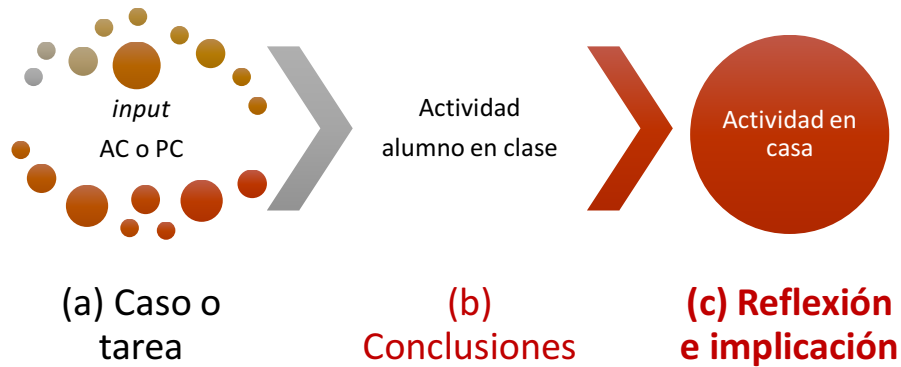 input
AC o PC
Actividad
alumno en clase
Actividad en
casa
(a) Caso o
tarea
(b)
Conclusiones
(c) Reflexión
e implicación